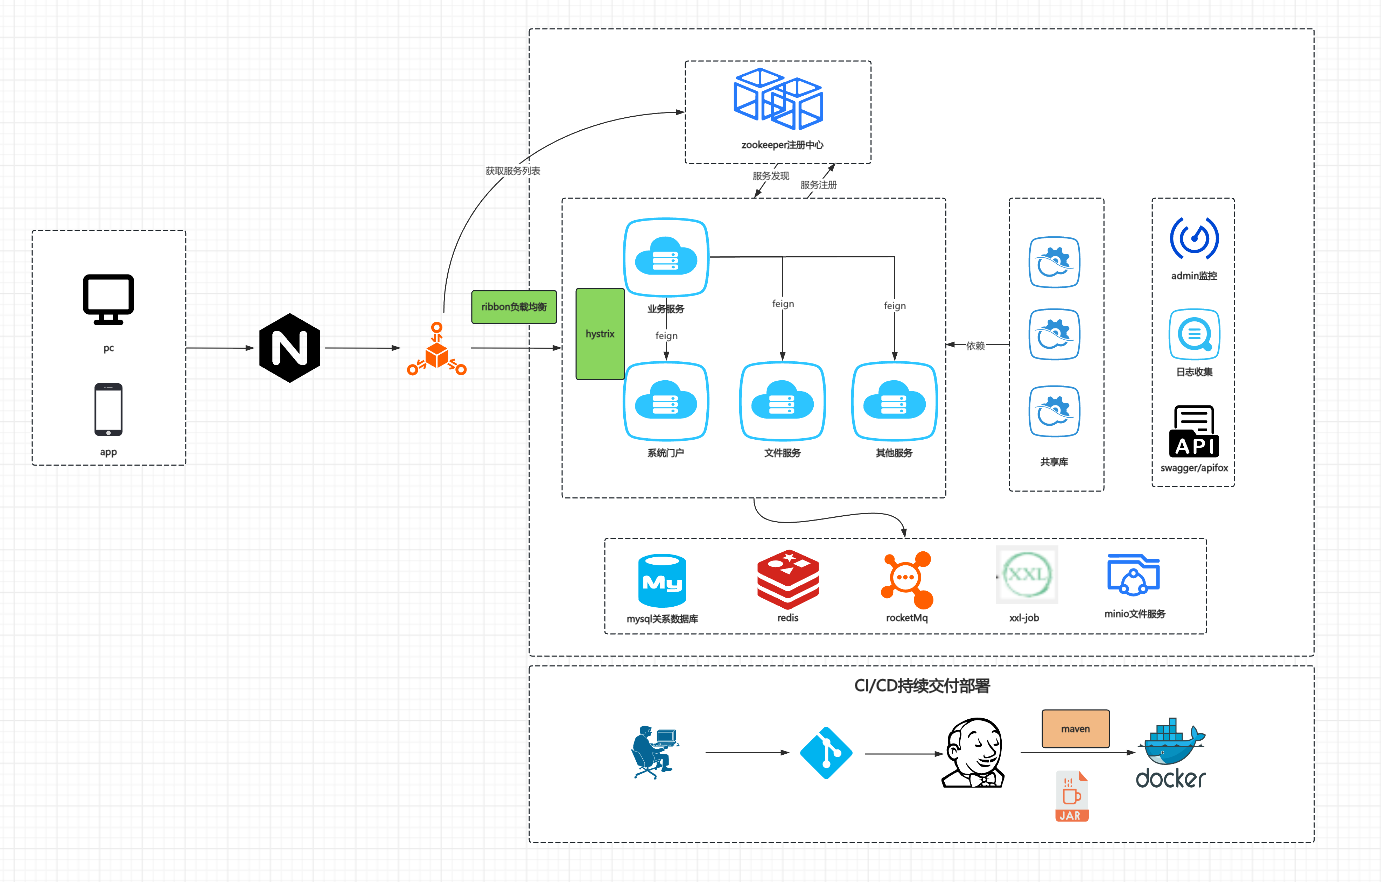 zookeeper注册中心
获取服务列表
服务发现
服务注册
pc
app
N
ribbon负载均衡
hystrix
业务服务
feign
feign
feign
系统门户
文件服务
其他服务
依赖
共享库
admin监控
日志收集
API
swagger/apifox
My
mysql关系数据库
redis
rocketMq
XXL
xxl-job
minio文件服务
CI/CD持续交付部署
maven
JAR
docker